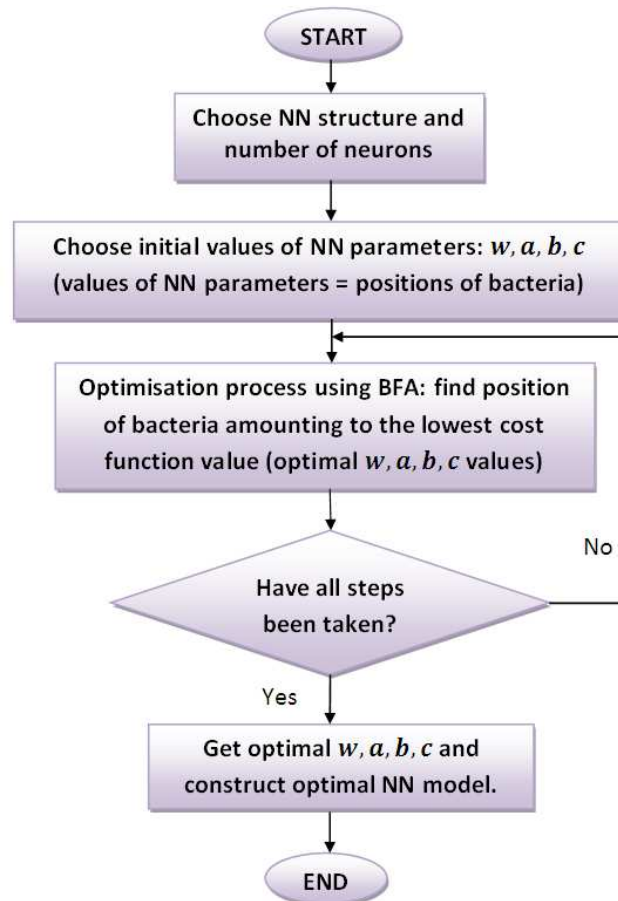 START
Choose NN structure and
number of neurons
Choose initial values of NN parameters: w, a, b, c
(values of NN parameters = positions of bacteria)
Optimisation process using BFA: find position
of bacteria amounting to the lowest cost
function value (optimal w, a, b, c values)
No
Have all steps
been taken?
Yes
Get optimal w, a, b, c and
construct optimal NN model.
END